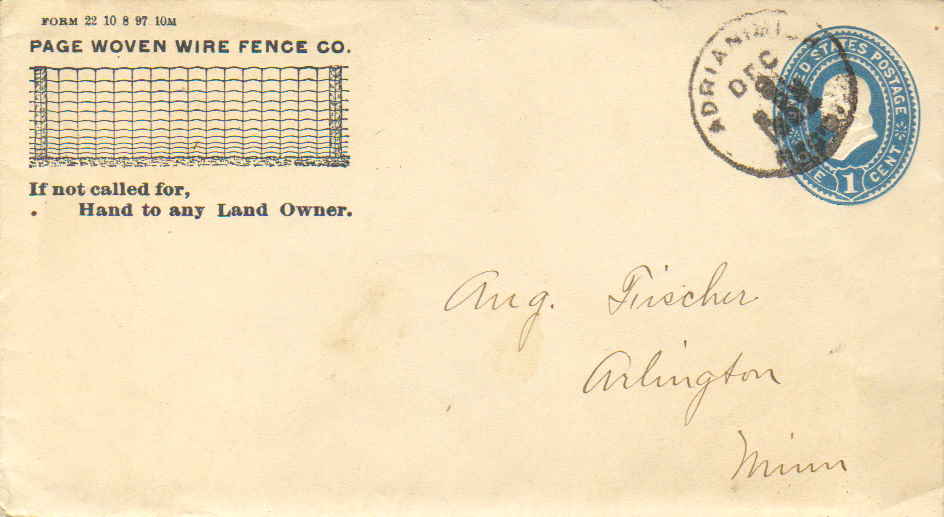 FORM 22 10 8 97 10M
PAGE WOVEN WIRE FENCE CO.
If not called for,
. Hand to any Land Owner.
ADRIAN
DEC
UNITED STATES POSTAGE
1 CENT
Aug. Fischer
Arlington
Minn